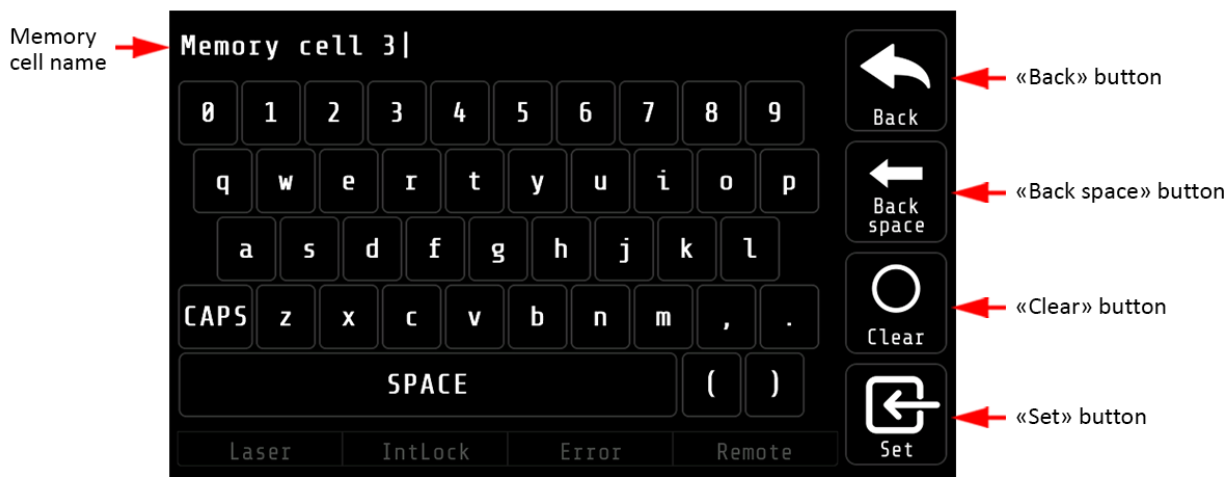 Memory
cell name
Memory cell 3
0 1 2 3 4 5 6 7 8 9
q w e r t y u i o p
a s d f g h j k l
CAPS z x c v b n m , .
SPACE ( )
Laser IntLock Error Remote
Back
Back
space
Clear
Set
«Back» button
«Back space» button
«Clear» button
«Set» button